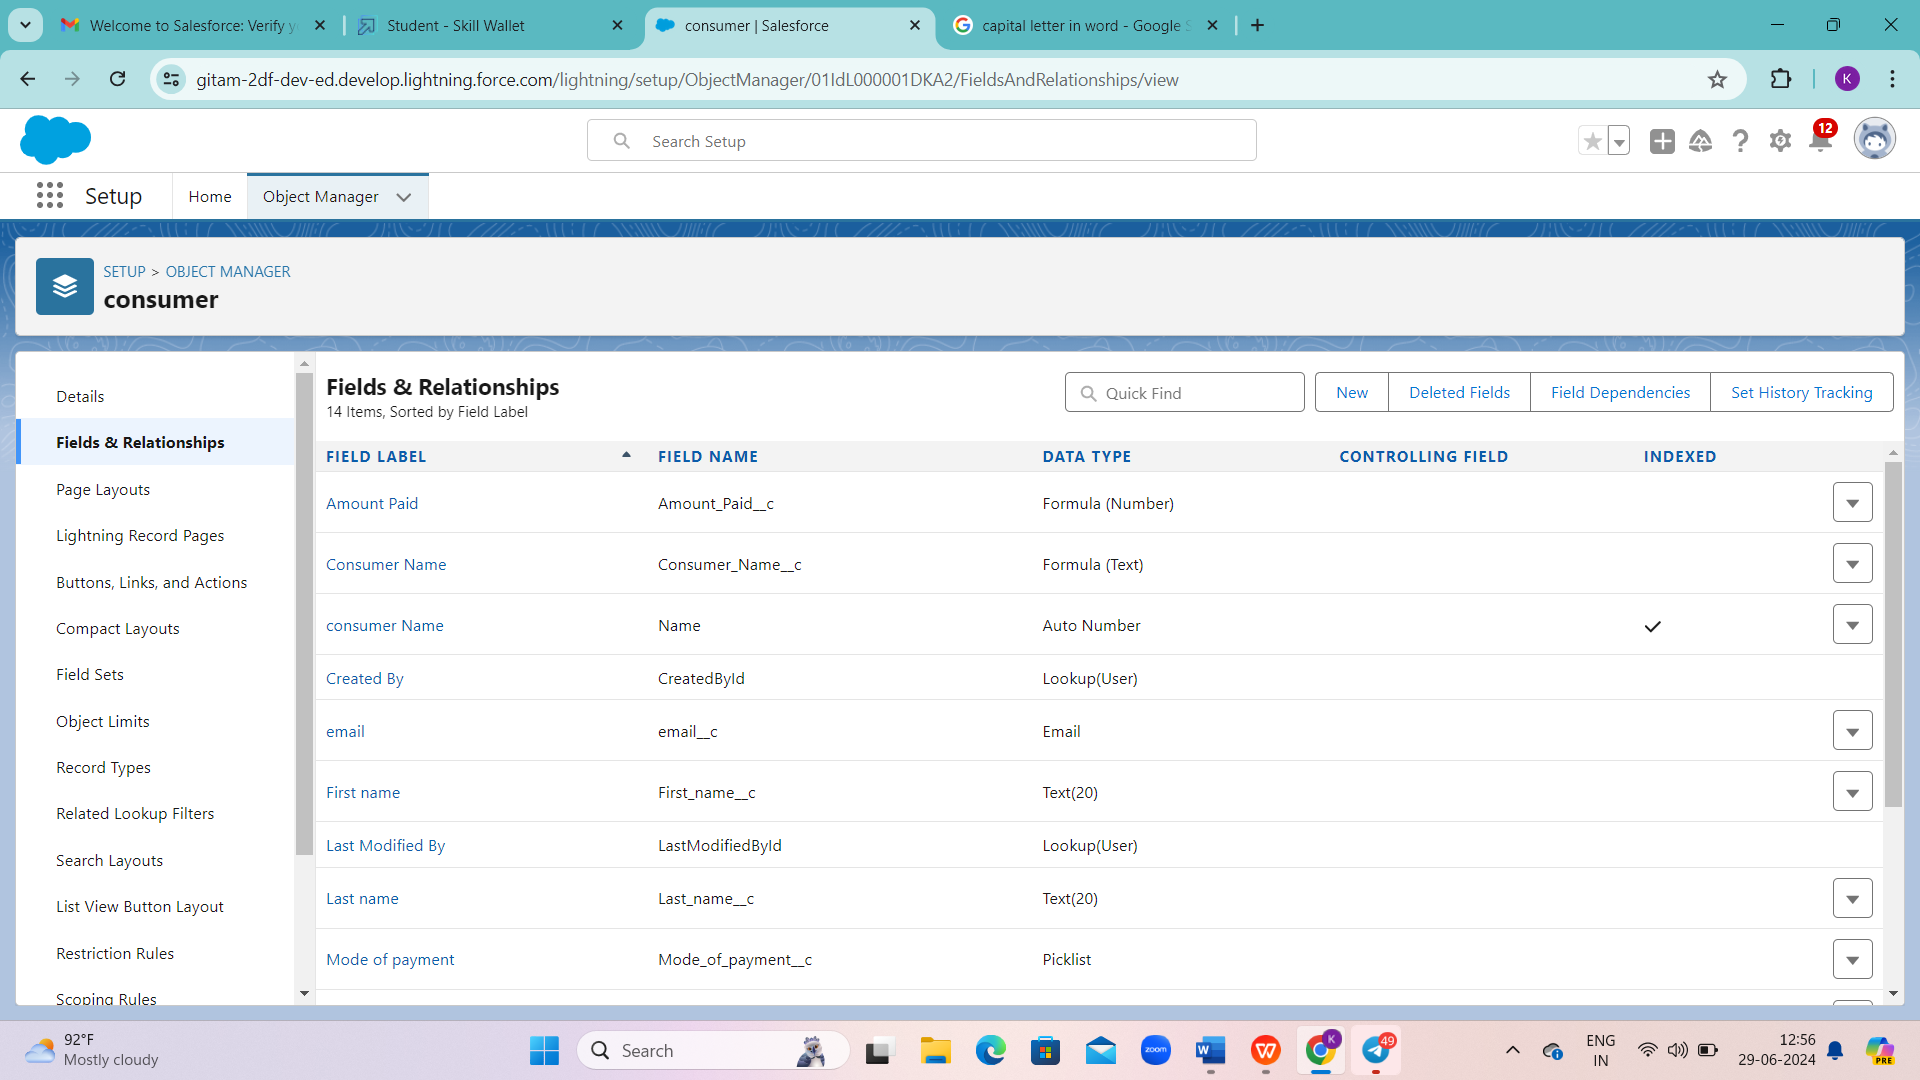 Welcome to Salesforce: Verify y
Student - Skill Wallet
consumer | Salesforce
capital letter in word - Google S
gitam-2df-dev-ed.develop.lightning.force.com/lightning/setup/ObjectManager/01IdL000001DKA2/FieldsAndRelationships/view
K
Search Setup
12
Setup
Home
Object Manager
SETUP > OBJECT MANAGER
consumer
Details
Fields & Relationships
Page Layouts
Lightning Record Pages
Buttons, Links, and Actions
Compact Layouts
Field Sets
Object Limits
Record Types
Related Lookup Filters
Search Layouts
List View Button Layout
Restriction Rules
Scoping Rules
Fields & Relationships
14 Items, Sorted by Field Label
Quick Find
New
Deleted Fields
Field Dependencies
Set History Tracking
FIELD LABEL FIELD NAME DATA TYPE CONTROLLING FIELD INDEXED
Amount Paid Amount_Paid__c Formula (Number)
Consumer Name Consumer_Name__c Formula (Text)
consumer Name Name Auto Number
Created By CreatedById Lookup(User)
email email__c Email
First name First_name__c Text(20)
Last Modified By LastModifiedById Lookup(User)
Last name Last_name__c Text(20)
Mode of payment Mode_of_payment__c Picklist
92°F
Mostly cloudy
Search
zoom
W
K
49
ENG
IN
12:56
29-06-2024
PRE